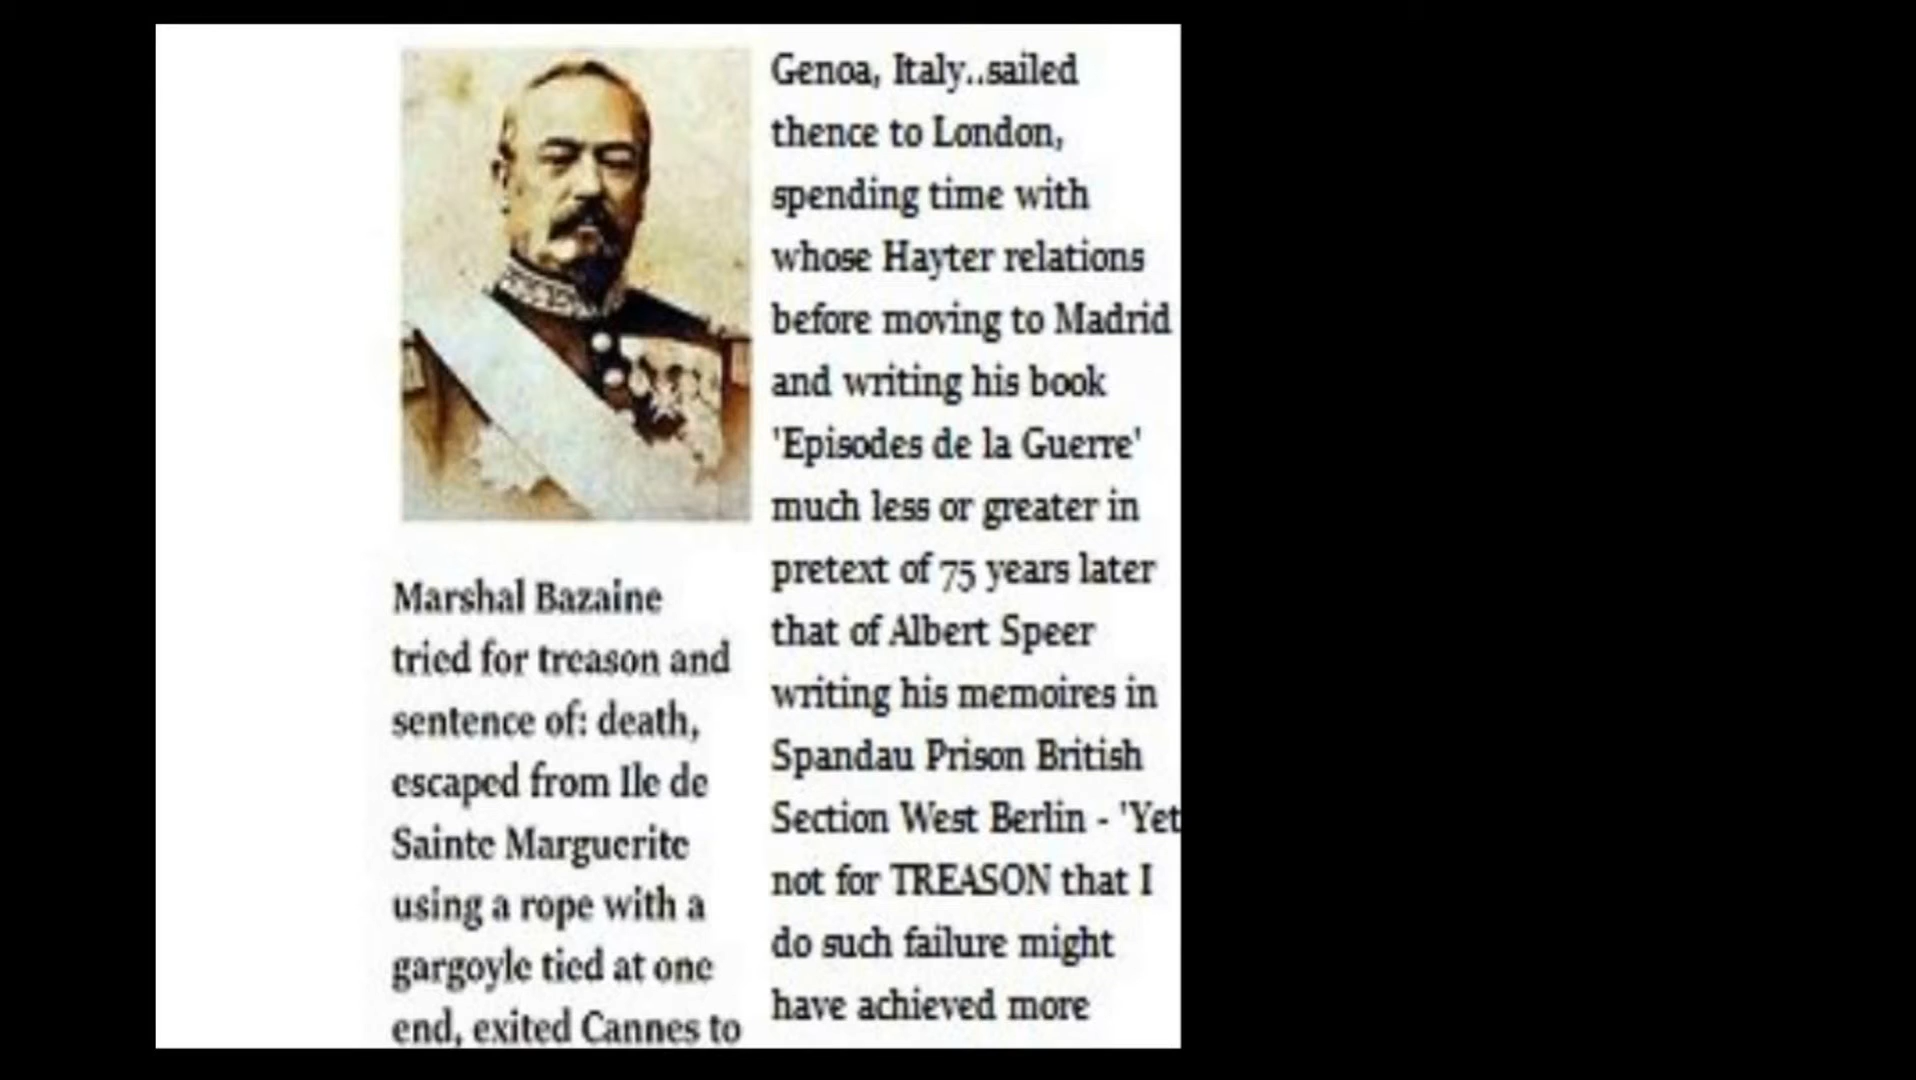 Marshal Bazaine
tried for treason and
sentence of: death,
escaped from Ile de
Sainte Marguerite
using a rope with a
gargoyle tied at one
end, exited Cannes to
Genoa, Italy..sailed
thence to London,
spending time with
whose Hayter relations
before moving to Madrid
and writing his book
'Episodes de la Guerre'
much less or greater in
pretext of 75 years later
that of Albert Speer
writing his memoires in
Spandau Prison British
Section West Berlin - 'Yet
not for TREASON that I
do such failure might
have achieved more